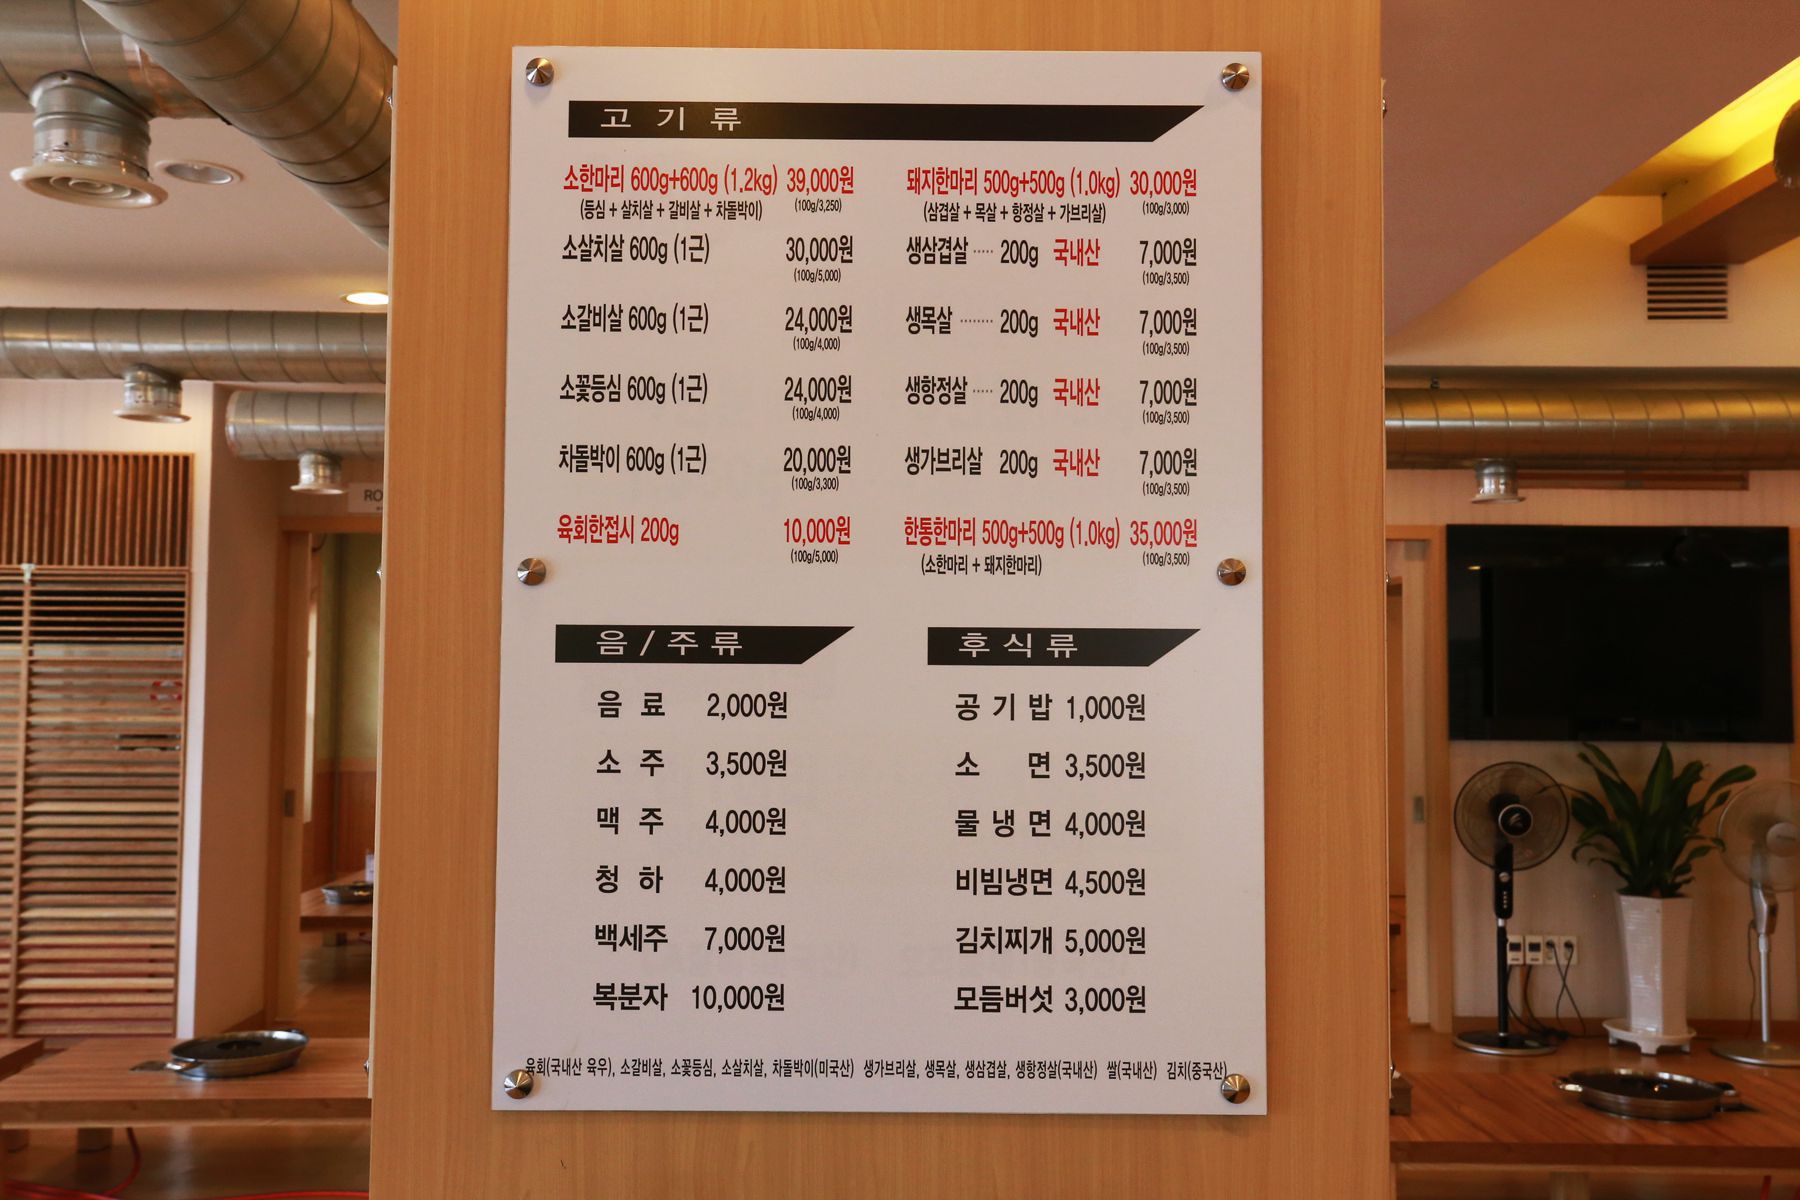 고기류
소한마리 600g+600g (1.2kg) 39,000원
(등심 + 살치살 + 갈비살 + 차돌박이) (100g/3,250)
소살치살 600g (1근) 30,000원
(100g/5,000)
소갈비살 600g (1근) 24,000원
(100g/4,000)
소꽃등심 600g (1근) 24,000원
(100g/4,000)
차돌박이 600g (1근) 20,000원
(100g/3,300)
육회한접시 200g 10,000원
(100g/5,000)
돼지한마리 500g+500g (1.0kg) 30,000원
(삼겹살 + 목살 + 항정살 + 가브리살) (100g/3,000)
생삼겹살 ····· 200g 국내산 7,000원
(100g/3,500)
생목살 ········ 200g 국내산 7,000원
(100g/3,500)
생항정살 ····· 200g 국내산 7,000원
(100g/3,500)
생가브리살 200g 국내산 7,000원
(100g/3,500)
한통한마리 500g+500g (1.0kg) 35,000원
(소한마리 + 돼지한마리) (100g/3,500)
음/주류
음료 2,000원
소주 3,500원
맥주 4,000원
청하 4,000원
백세주 7,000원
복분자 10,000원
후식류
공기밥 1,000원
소면 3,500원
물냉면 4,000원
비빔냉면 4,500원
김치찌개 5,000원
모듬버섯 3,000원
육회(국내산 육우), 소갈비살, 소꽃등심, 소살치살, 차돌박이(미국산) 생가브리살, 생목살, 생삼겹살, 생항정살(국내산) 쌀(국내산) 김치(중국산)